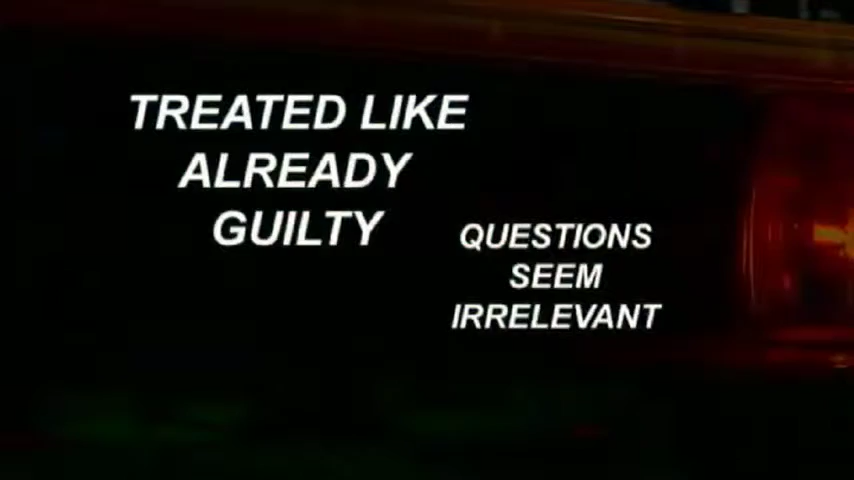 TREATED LIKE
ALREADY
GUILTY
QUESTIONS
SEEM
IRRELEVANT